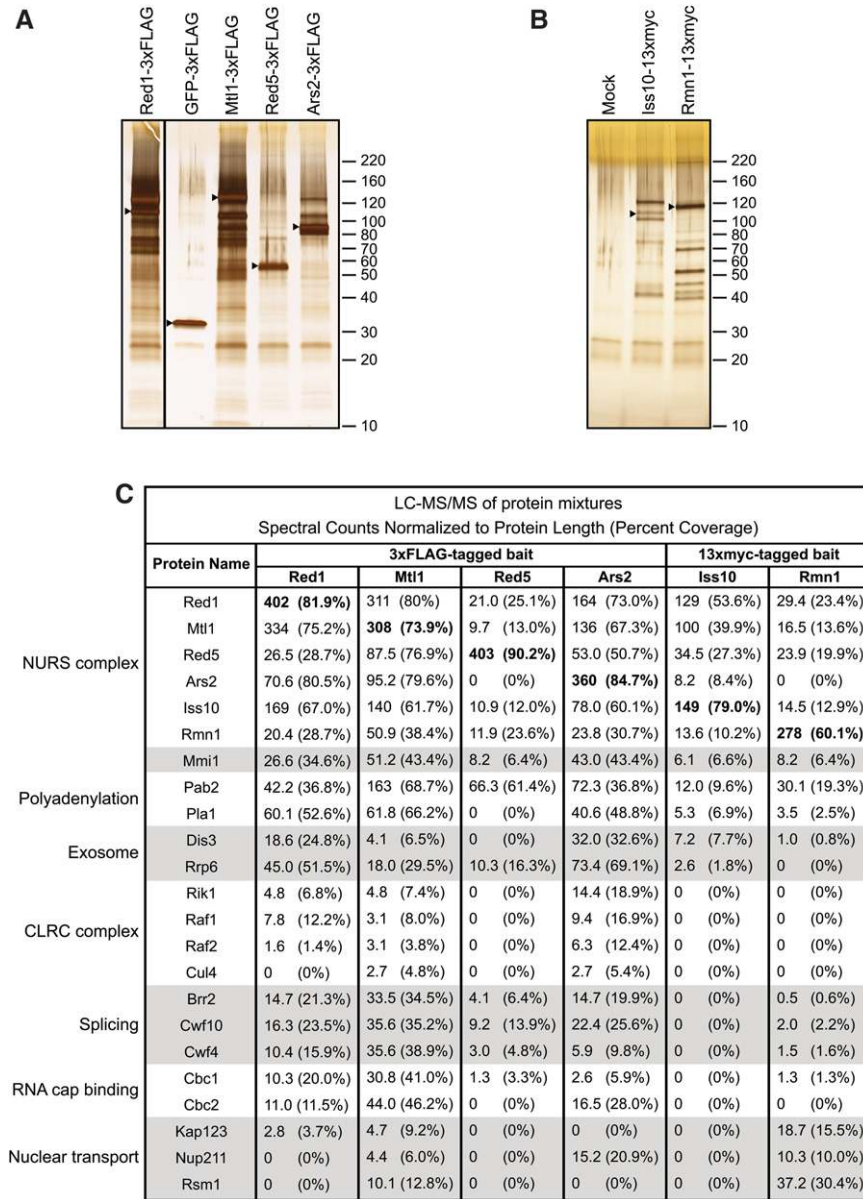 A
Red1-3xFLAG
GFP-3xFLAG
Mtl1-3xFLAG
Red5-3xFLAG
Ars2-3xFLAG
220
160
120
100
80
70
60
50
40
30
20
10
B
Mock
Iss10-13xmyc
Rmn1-13xmyc
220
160
120
100
80
70
60
50
40
30
20
10
C
LC-MS/MS of protein mixtures
Spectral Counts Normalized to Protein Length (Percent Coverage)
Protein Name 3xFLAG-tagged bait 13xmyc-tagged bait
Red1 Mtl1 Red5 Ars2 Iss10 Rmn1
NURS complex
Red1 402 (81.9%) 311 (80%) 21.0 (25.1%) 164 (73.0%) 129 (53.6%) 29.4 (23.4%)
Mtl1 334 (75.2%) 308 (73.9%) 9.7 (13.0%) 136 (67.3%) 100 (39.9%) 16.5 (13.6%)
Red5 26.5 (28.7%) 87.5 (76.9%) 403 (90.2%) 53.0 (50.7%) 34.5 (27.3%) 23.9 (19.9%)
Ars2 70.6 (80.5%) 95.2 (79.6%) 0 (0%) 360 (84.7%) 8.2 (8.4%) 0 (0%)
Iss10 169 (67.0%) 140 (61.7%) 10.9 (12.0%) 78.0 (60.1%) 149 (79.0%) 14.5 (12.9%)
Rmn1 20.4 (28.7%) 50.9 (38.4%) 11.9 (23.6%) 23.8 (30.7%) 13.6 (10.2%) 278 (60.1%)
Mmi1 26.6 (34.6%) 51.2 (43.4%) 8.2 (6.4%) 43.0 (43.4%) 6.1 (6.6%) 8.2 (6.4%)
Polyadenylation
Pab2 42.2 (36.8%) 163 (68.7%) 66.3 (61.4%) 72.3 (36.8%) 12.0 (9.6%) 30.1 (19.3%)
Pla1 60.1 (52.6%) 61.8 (66.2%) 0 (0%) 40.6 (48.8%) 5.3 (6.9%) 3.5 (2.5%)
Exosome
Dis3 18.6 (24.8%) 4.1 (6.5%) 0 (0%) 32.0 (32.6%) 7.2 (7.7%) 1.0 (0.8%)
Rrp6 45.0 (51.5%) 18.0 (29.5%) 10.3 (16.3%) 73.4 (69.1%) 2.6 (1.8%) 0 (0%)
CLRC complex
Rik1 4.8 (6.8%) 4.8 (7.4%) 0 (0%) 14.4 (18.9%) 0 (0%) 0 (0%)
Raf1 7.8 (12.2%) 3.1 (8.0%) 0 (0%) 9.4 (16.9%) 0 (0%) 0 (0%)
Raf2 1.6 (1.4%) 3.1 (3.8%) 0 (0%) 6.3 (12.4%) 0 (0%) 0 (0%)
Cul4 0 (0%) 2.7 (4.8%) 0 (0%) 2.7 (5.4%) 0 (0%) 0 (0%)
Splicing
Brr2 14.7 (21.3%) 33.5 (34.5%) 4.1 (6.4%) 14.7 (19.9%) 0 (0%) 0.5 (0.6%)
Cwf10 16.3 (23.5%) 35.6 (35.2%) 9.2 (13.9%) 22.4 (25.6%) 0 (0%) 2.0 (2.2%)
Cwf4 10.4 (15.9%) 35.6 (38.9%) 3.0 (4.8%) 5.9 (9.8%) 0 (0%) 1.5 (1.6%)
RNA cap binding
Cbc1 10.3 (20.0%) 30.8 (41.0%) 1.3 (3.3%) 2.6 (5.9%) 0 (0%) 1.3 (1.3%)
Cbc2 11.0 (11.5%) 44.0 (46.2%) 0 (0%) 16.5 (28.0%) 0 (0%) 0 (0%)
Nuclear transport
Kap123 2.8 (3.7%) 4.7 (9.2%) 0 (0%) 0 (0%) 0 (0%) 18.7 (15.5%)
Nup211 0 (0%) 4.4 (6.0%) 0 (0%) 15.2 (20.9%) 0 (0%) 10.3 (10.0%)
Rsm1 0 (0%) 10.1 (12.8%) 0 (0%) 0 (0%) 0 (0%) 37.2 (30.4%)